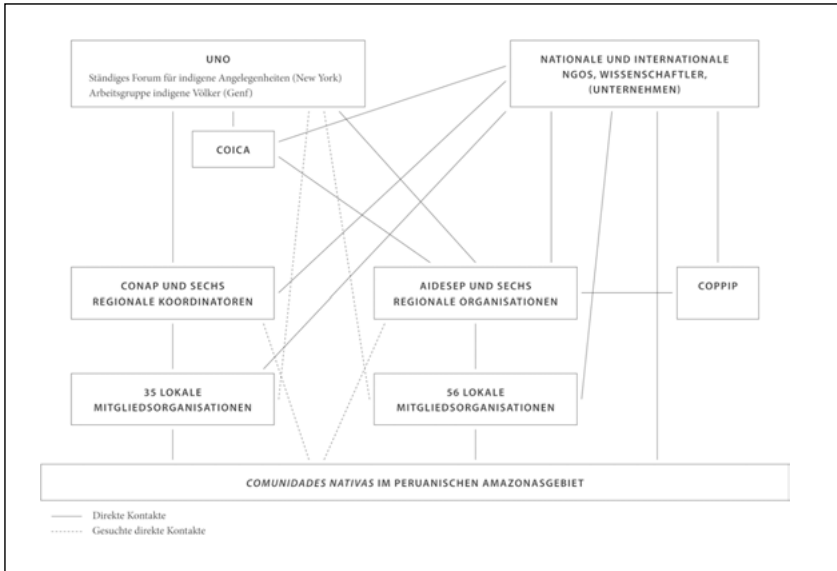 UNO
Ständiges Forum für indigene Angelegenheiten (New York)
Arbeitsgruppe indigene Völker (Genf)
NATIONALE UND INTERNATIONALE
NGOS, WISSENSCHAFTLER,
(UNTERNEHMEN)
COICA
CONAP UND SECHS
REGIONALE KOORDINATOREN
AIDESEP UND SECHS
REGIONALE ORGANISATIONEN
COPPIP
35 LOKALE
MITGLIEDSORGANISATIONEN
56 LOKALE
MITGLIEDSORGANISATIONEN
COMUNIDADES NATIVAS IM PERUANISCHEN AMAZONASGEBIET
Direkte Kontakte
Gesuchte direkte Kontakte